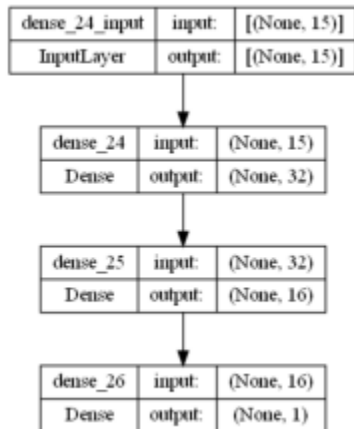 dense_24_input input: [(None, 15)]
InputLayer output: [(None, 15)]
dense_24 input: (None, 15)
Dense output: (None, 32)
dense_25 input: (None, 32)
Dense output: (None, 16)
dense_26 input: (None, 16)
Dense output: (None, 1)